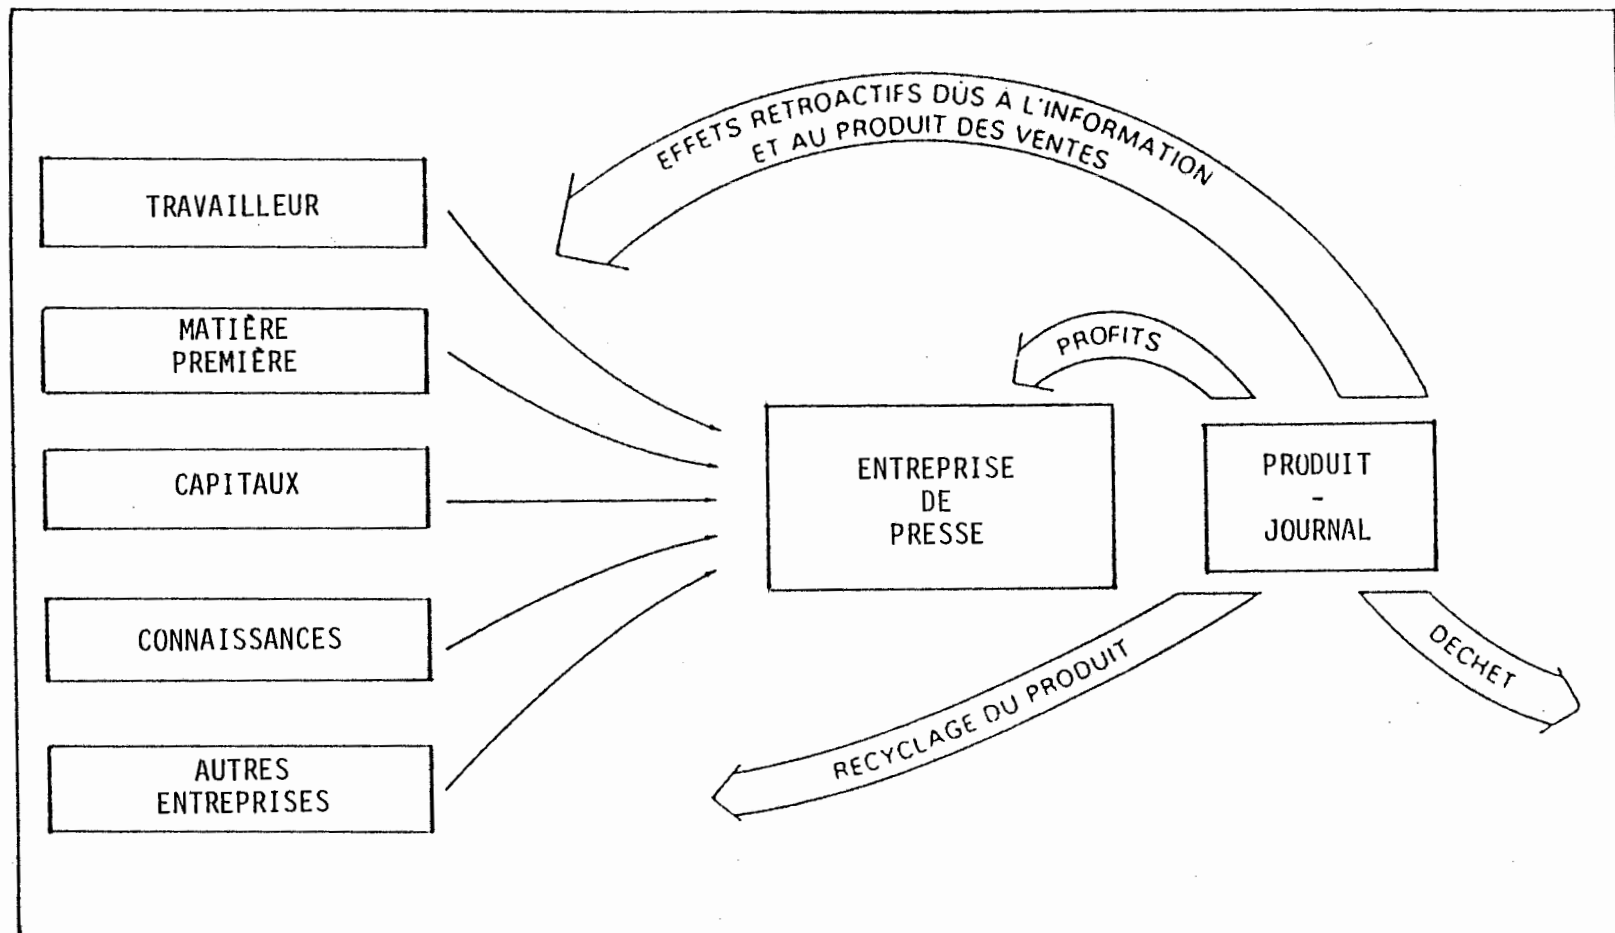 EFFETS RETROACTIFS DÛS À L'INFORMATION
ET AU PRODUIT DES VENTES
TRAVAILLEUR
MATIÈRE
PREMIÈRE
CAPITAUX
CONNAISSANCES
AUTRES
ENTREPRISES
PROFITS
ENTREPRISE
DE
PRESSE
PRODUIT
-
JOURNAL
RECYCLAGE DU PRODUIT
DECHET